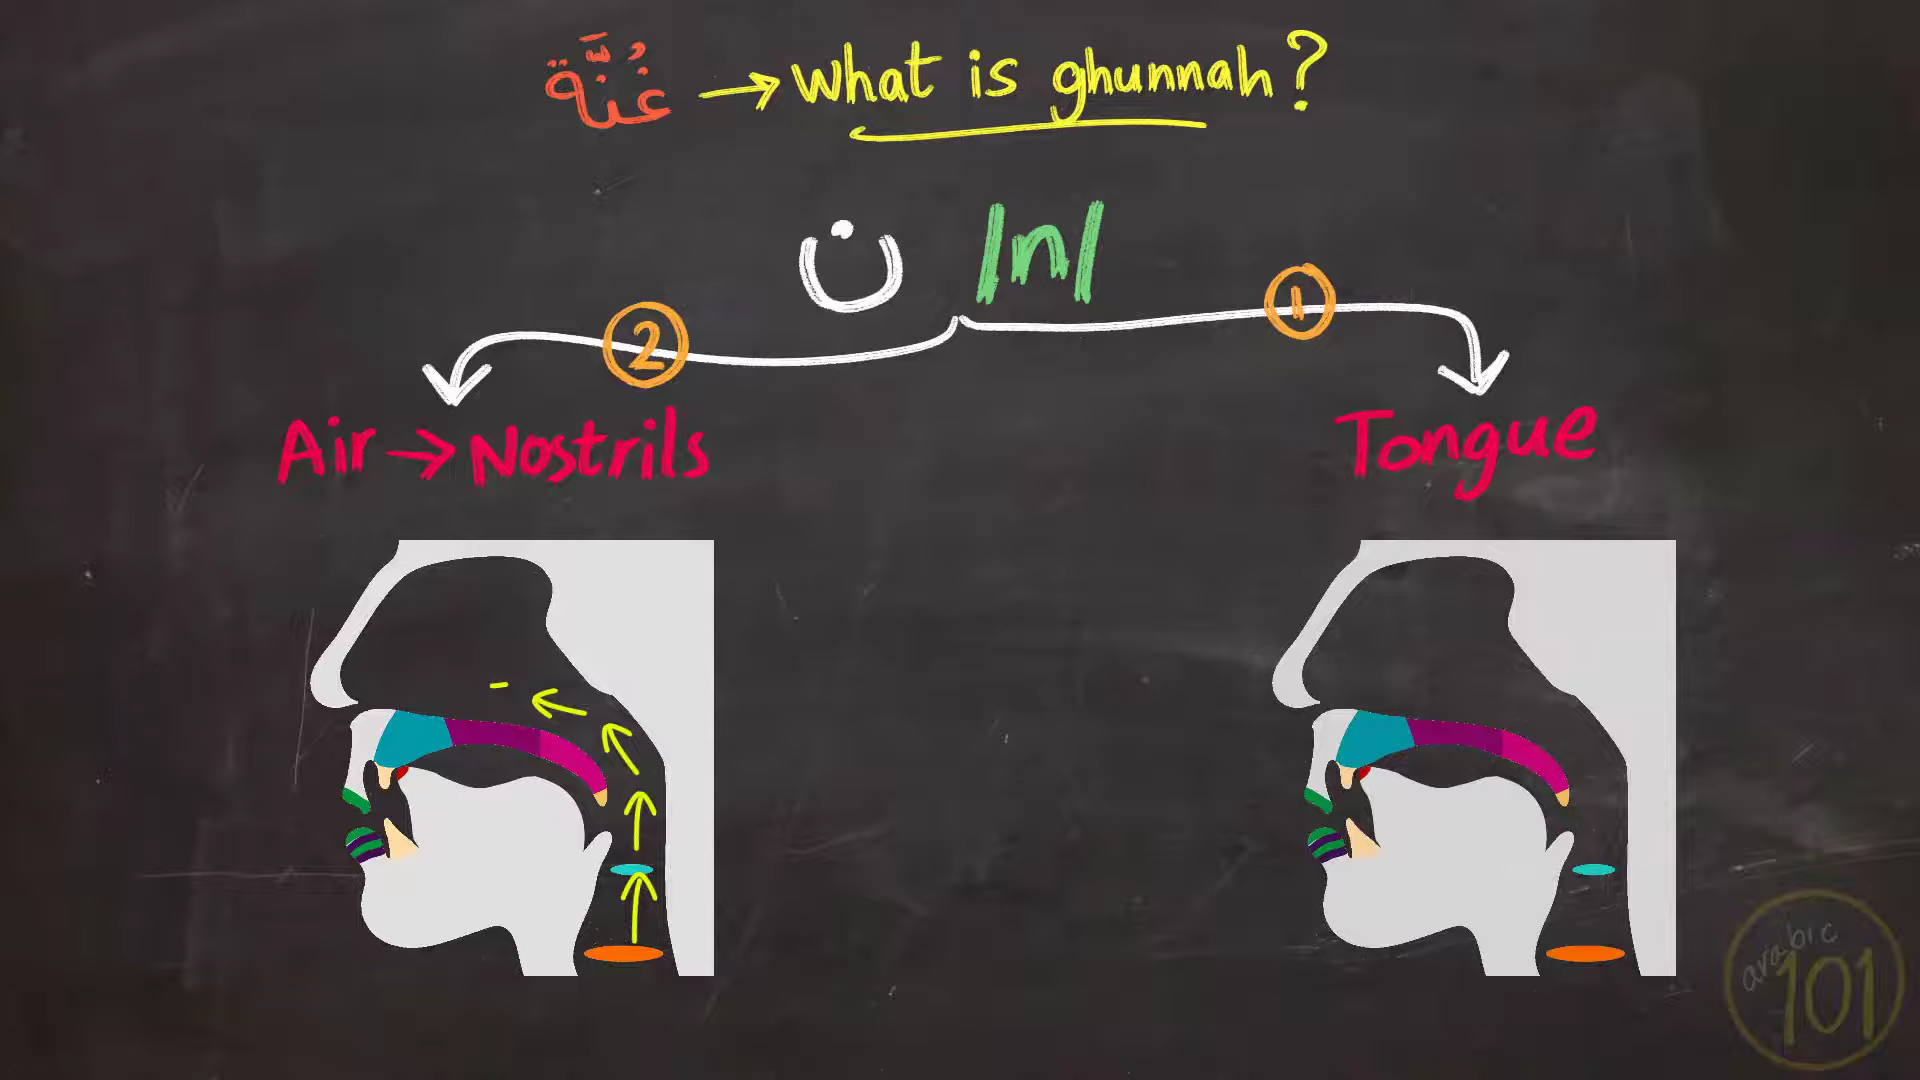 غُنَّة → What is ghunnah?
ن /n/
2
1
Air → Nostrils
Tongue
arabic
101